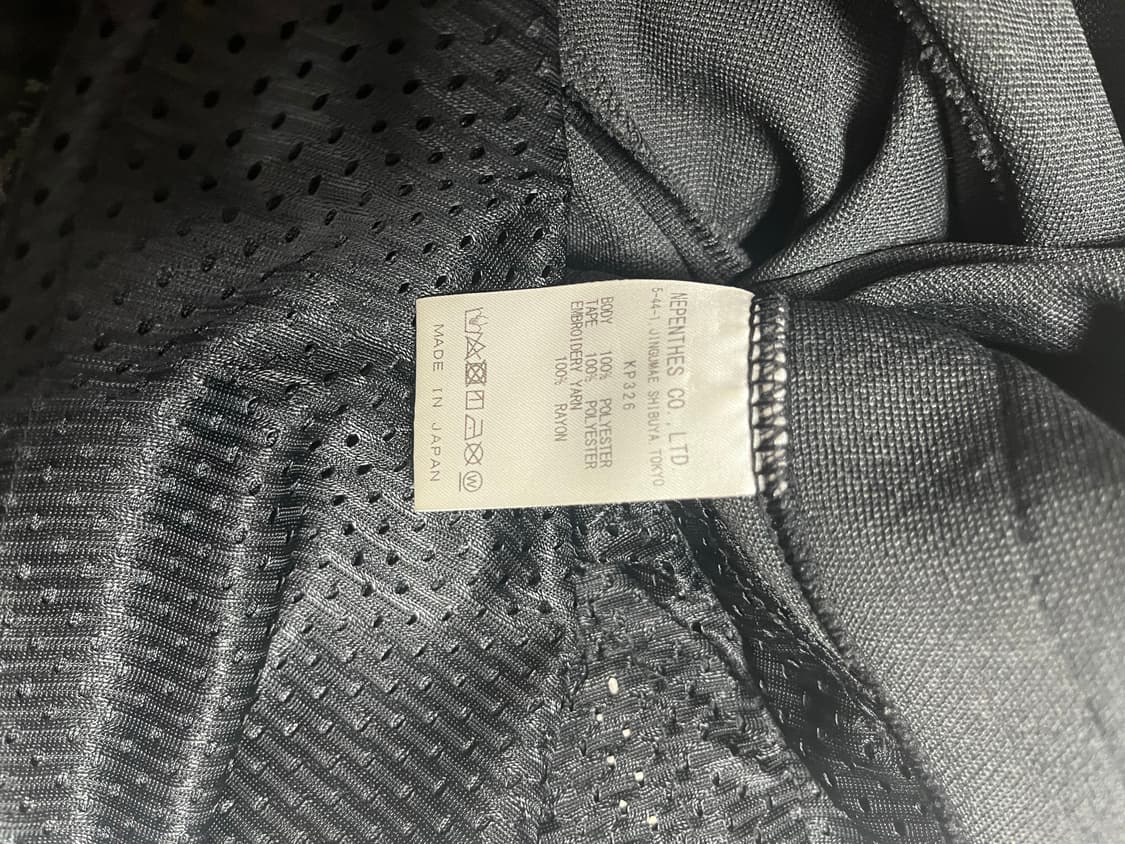 NEPENTHES CO.,LTD
5-44-1 JINGUMAE SHIBUYA TOKYO
KP326
BODY 100% POLYESTER
TAPE 100% POLYESTER
EMBROIDERY YARN
100% RAYON
W
MADE IN JAPAN